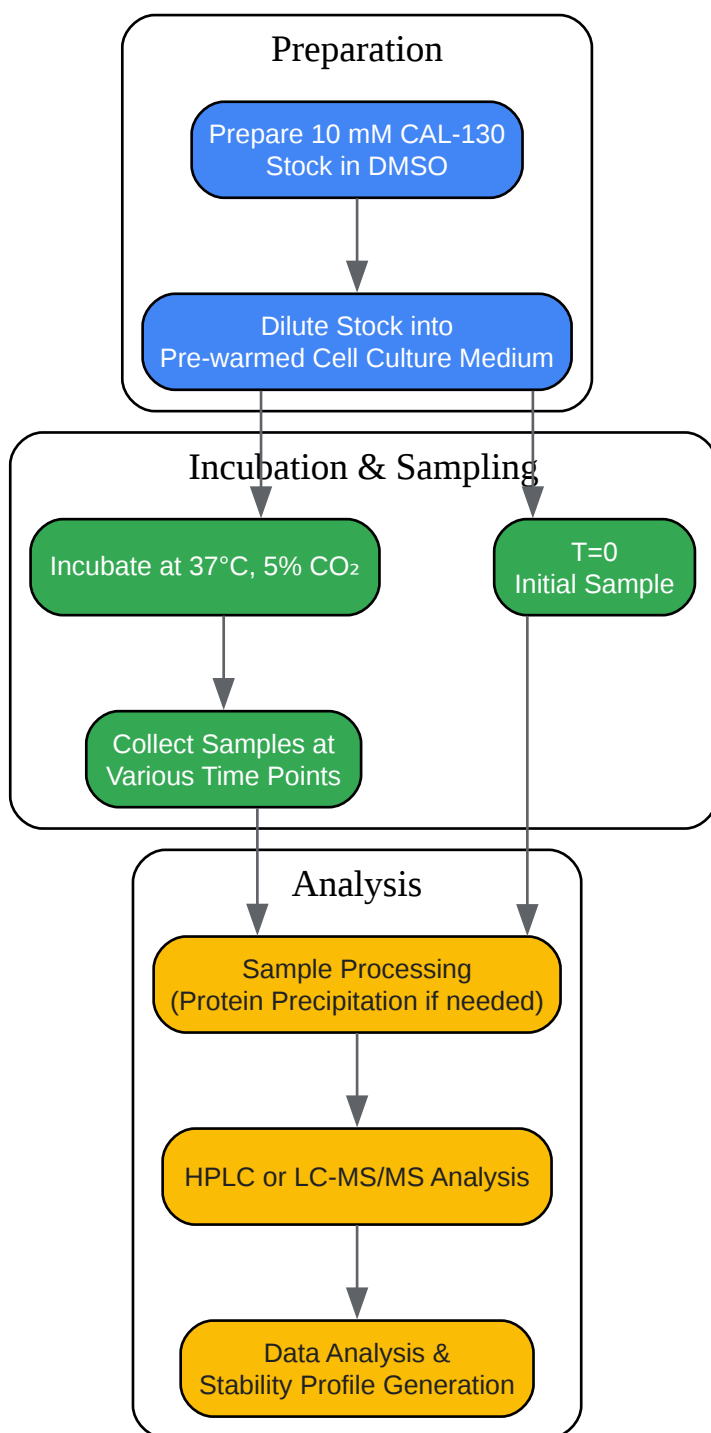 Preparation
Prepare 10 mM CAL-130
Stock in DMSO
Dilute Stock into
Pre-warmed Cell Culture Medium
Incubation & Sampling
Incubate at 37°C, 5% CO₂
T=0
Initial Sample
Collect Samples at
Various Time Points
Analysis
Sample Processing
(Protein Precipitation if needed)
HPLC or LC-MS/MS Analysis
Data Analysis &
Stability Profile Generation